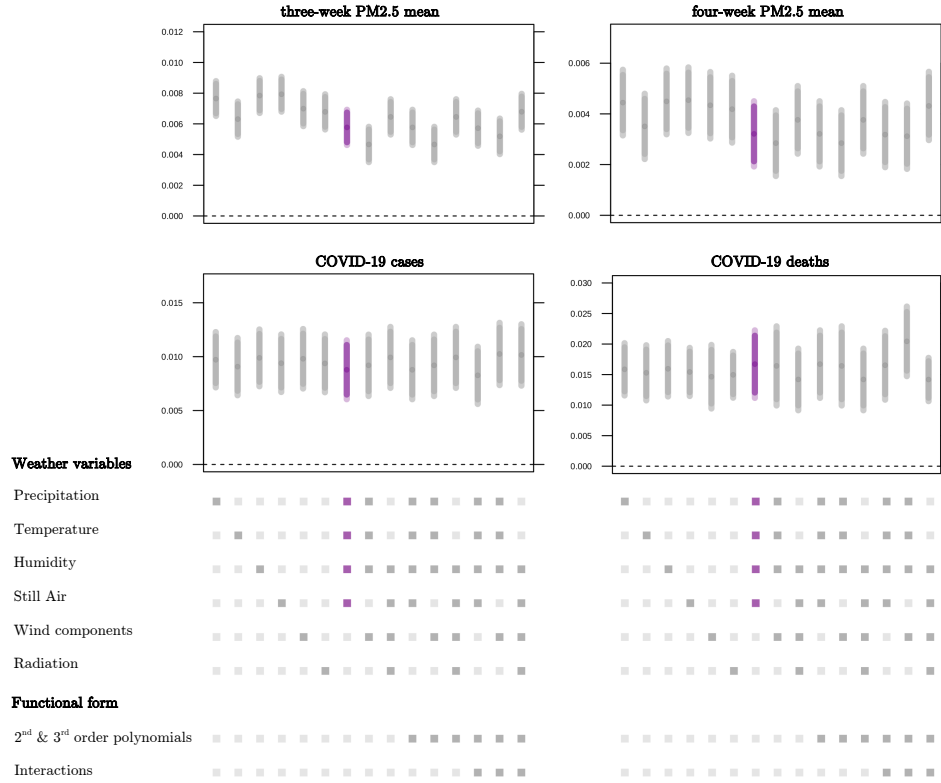 three-week PM2.5 mean
four-week PM2.5 mean
0.012
0.010
0.008
0.006
0.004
0.002
0.000
0.006
0.004
0.002
0.000
COVID-19 cases
COVID-19 deaths
0.015
0.010
0.005
0.000
0.030
0.025
0.020
0.015
0.010
0.005
0.000
Weather variables
Precipitation
Temperature
Humidity
Still Air
Wind components
Radiation
Functional form
2nd & 3rd order polynomials
Interactions